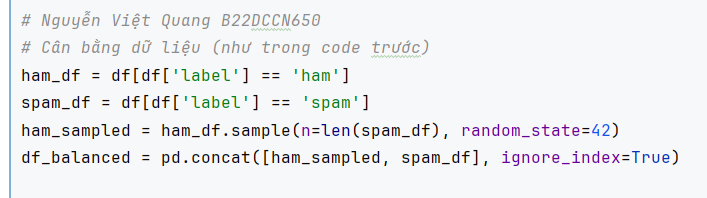 # Nguyễn Việt Quang B22DCCN650
# Cân bằng dữ liệu (như trong code trước)
ham_df = df[df['label'] == 'ham']
spam_df = df[df['label'] == 'spam']
ham_sampled = ham_df.sample(n=len(spam_df), random_state=42)
df_balanced = pd.concat([ham_sampled, spam_df], ignore_index=True)